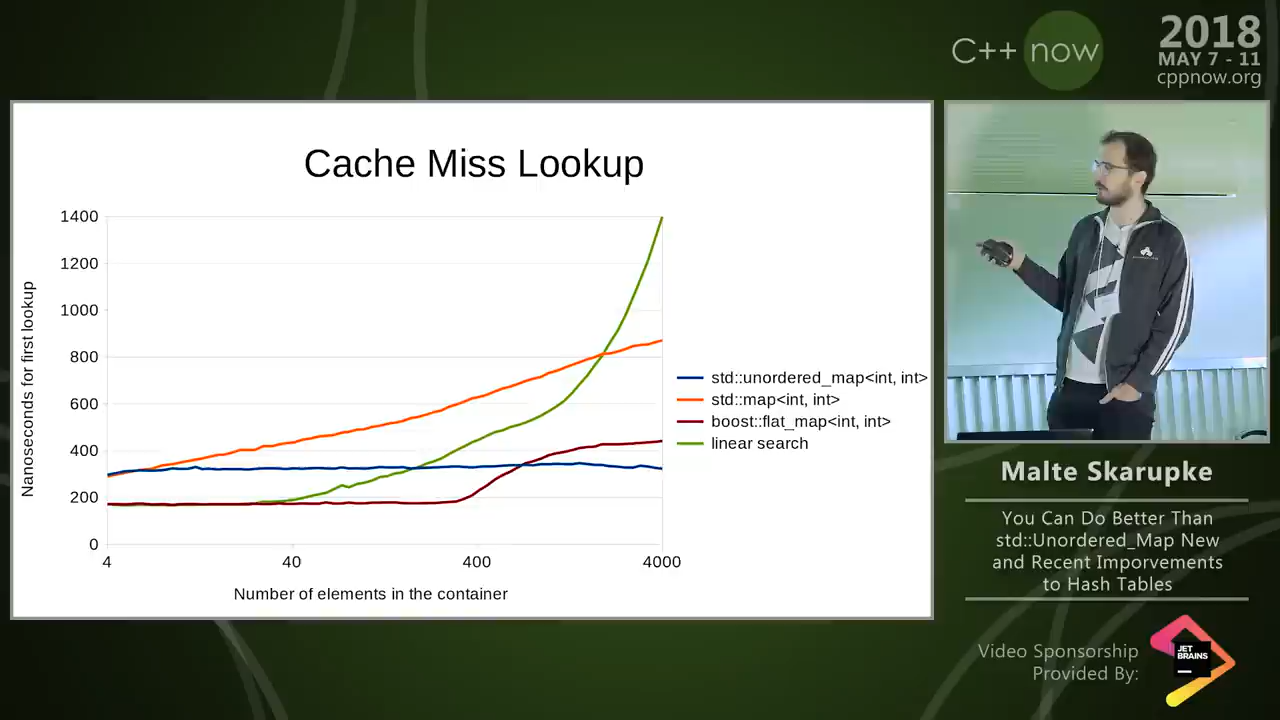 C++ now
2018
MAY 7 - 11
cppnow.org
Cache Miss Lookup
Nanoseconds for first lookup
1400
1200
1000
800
600
400
200
0
4
40
400
4000
Number of elements in the container
std::unordered_map<int, int>
std::map<int, int>
boost::flat_map<int, int>
linear search
Malte Skarupke
You Can Do Better Than
std::Unordered_Map New
and Recent Imporvements
to Hash Tables
Video Sponsorship
Provided By:
JET
BRAINS